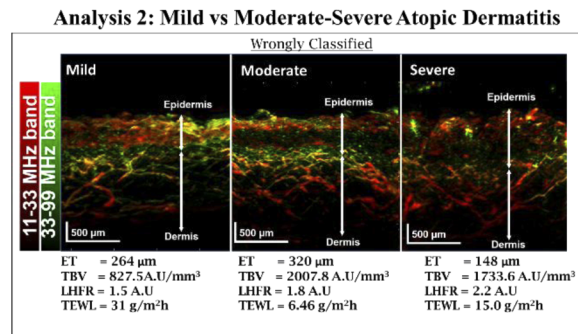 Analysis 2: Mild vs Moderate-Severe Atopic Dermatitis
Wrongly Classified
11-33 MHz band
33-99 MHz band
Mild
Epidermis
500 µm
Dermis
Moderate
Epidermis
500 µm
Dermis
Severe
Epidermis
500 µm
Dermis
ET = 264 µm
TBV = 827.5A.U/mm³
LHFR = 1.5 A.U
TEWL = 31 g/m²h
ET = 320 µm
TBV = 2007.8 A.U/mm³
LHFR = 1.8 A.U
TEWL = 6.46 g/m²h
ET = 148 µm
TBV = 1733.6 A.U/mm³
LHFR = 2.2 A.U
TEWL = 15.0 g/m²h